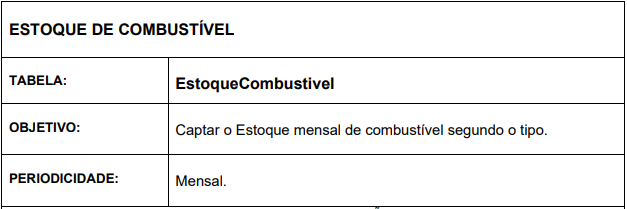 ESTOQUE DE COMBUSTÍVEL
TABELA: EstoqueCombustivel
OBJETIVO: Captar o Estoque mensal de combustível segundo o tipo.
PERIODICIDADE: Mensal.